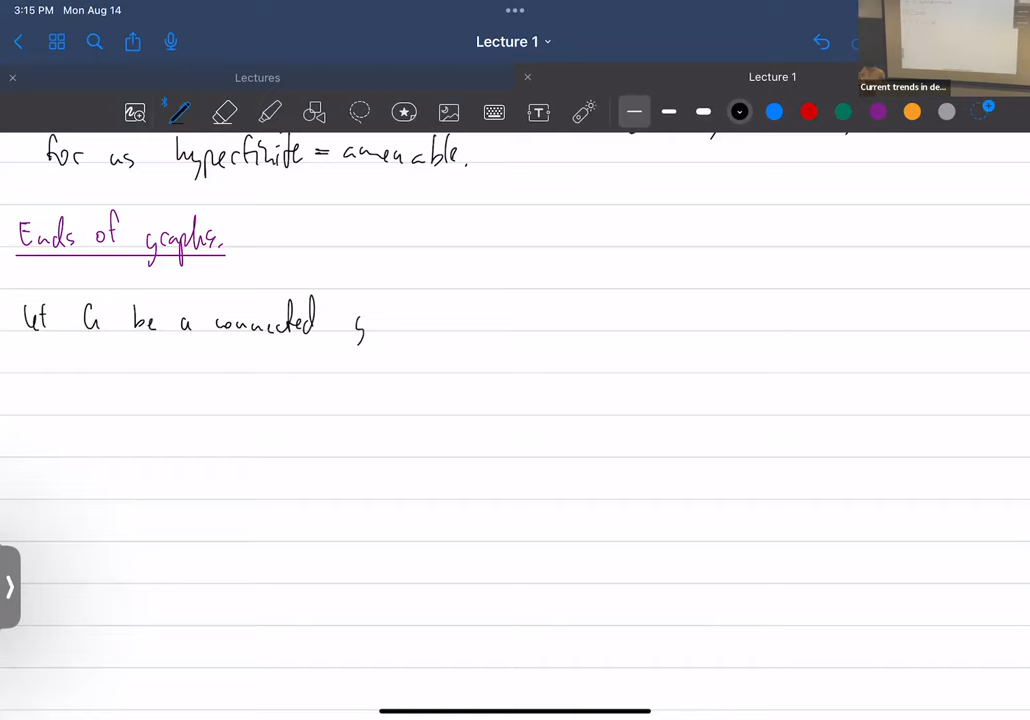 3:15 PM Mon Aug 14
Lecture 1
Lectures
Lecture 1
Current trends in de...
for us hyperfinite = amenable.
Ends of graphs.
Let G be a connected g